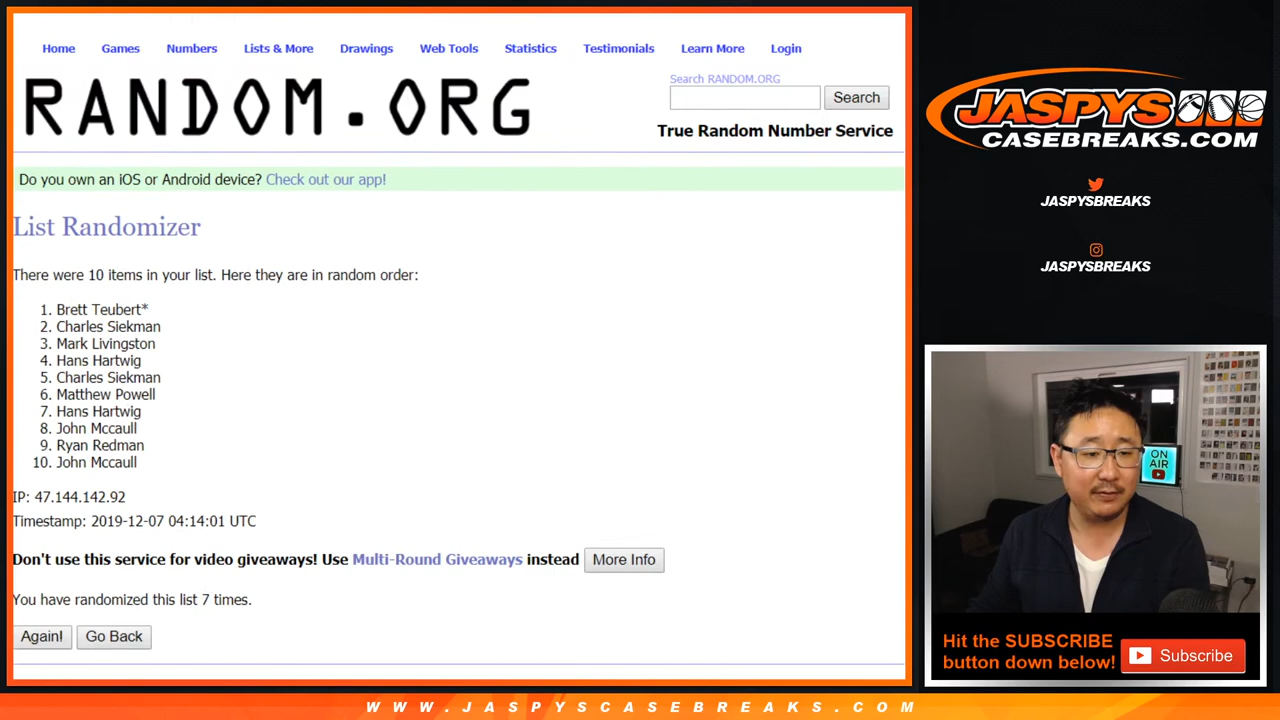 Home Games Numbers Lists & More Drawings Web Tools Statistics Testimonials Learn More Login
RANDOM.ORG
Search RANDOM.ORG
Search
True Random Number Service
Do you own an iOS or Android device? Check out our app!
List Randomizer
There were 10 items in your list. Here they are in random order:
1. Brett Teubert*
2. Charles Siekman
3. Mark Livingston
4. Hans Hartwig
5. Charles Siekman
6. Matthew Powell
7. Hans Hartwig
8. John Mccaull
9. Ryan Redman
10. John Mccaull
IP: 47.144.142.92
Timestamp: 2019-12-07 04:14:01 UTC
Don't use this service for video giveaways! Use Multi-Round Giveaways instead More Info
You have randomized this list 7 times.
Again! Go Back
JASPYS
CASEBREAKS.COM
JASPYSBREAKS
JASPYSBREAKS
ON
AIR
Hit the SUBSCRIBE
button down below!
Subscribe
WWW.JASPYSCASEBREAKS.COM